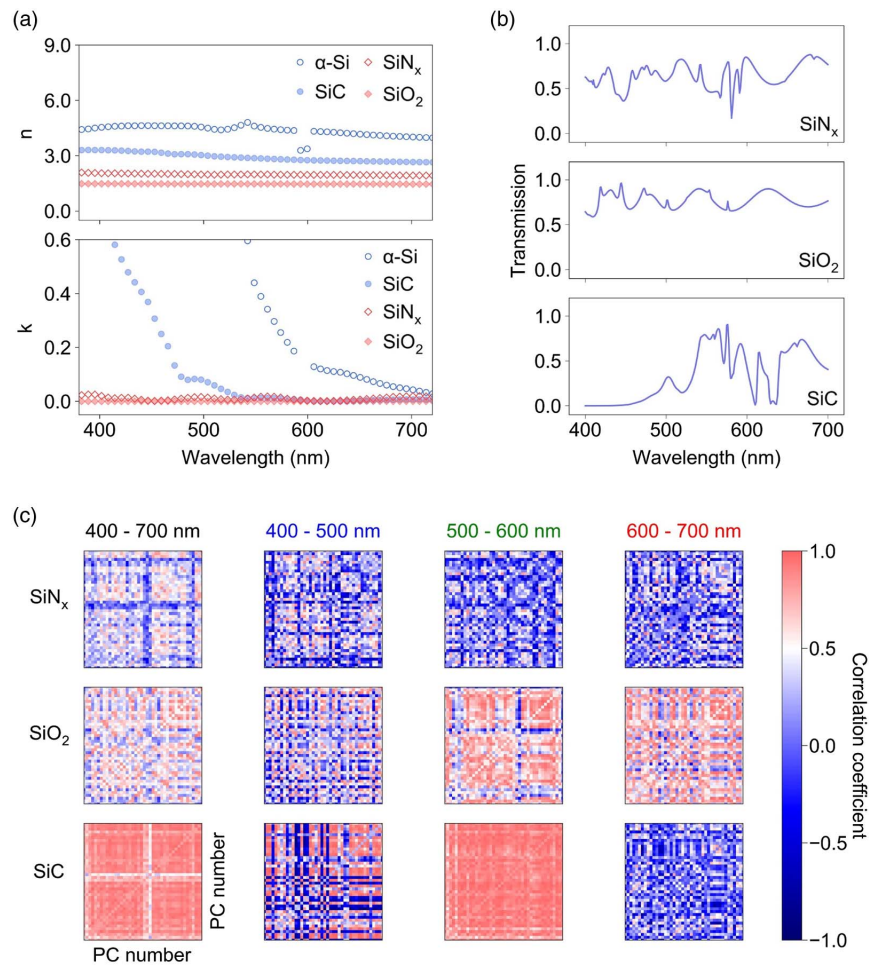 (a)
9.0
6.0
3.0
0.0
n
α-Si
SiC
SiNx
SiO2
0.6
0.4
0.2
0.0
k
α-Si
SiC
SiNx
SiO2
400 500 600 700
Wavelength (nm)
(b)
1.0
0.5
0.0
SiNx
1.0
0.5
0.0
SiO2
1.0
0.5
0.0
SiC
Transmission
400 500 600 700
Wavelength (nm)
(c)
400 - 700 nm 400 - 500 nm 500 - 600 nm 600 - 700 nm
SiNx
SiO2
SiC
PC number
PC number
1.0
0.5
0.0
−0.5
−1.0
Correlation coefficient